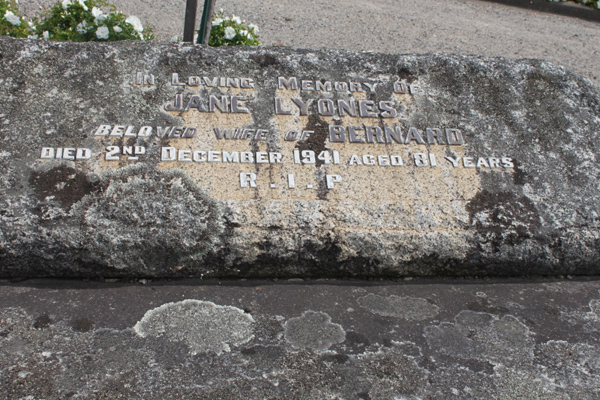 IN LOVING MEMORY OF
JANE LYONES
BELOVED WIFE OF BERNARD
DIED 2ND DECEMBER 1941 AGED 81 YEARS
R.I.P